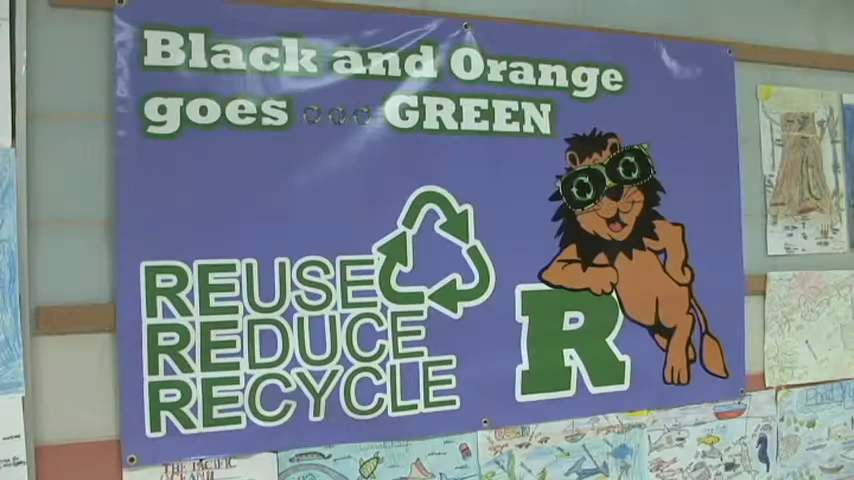 Black and Orange
goes ... GREEN
REUSE
REDUCE
RECYCLE
R
THE PACIFIC
OCEAN